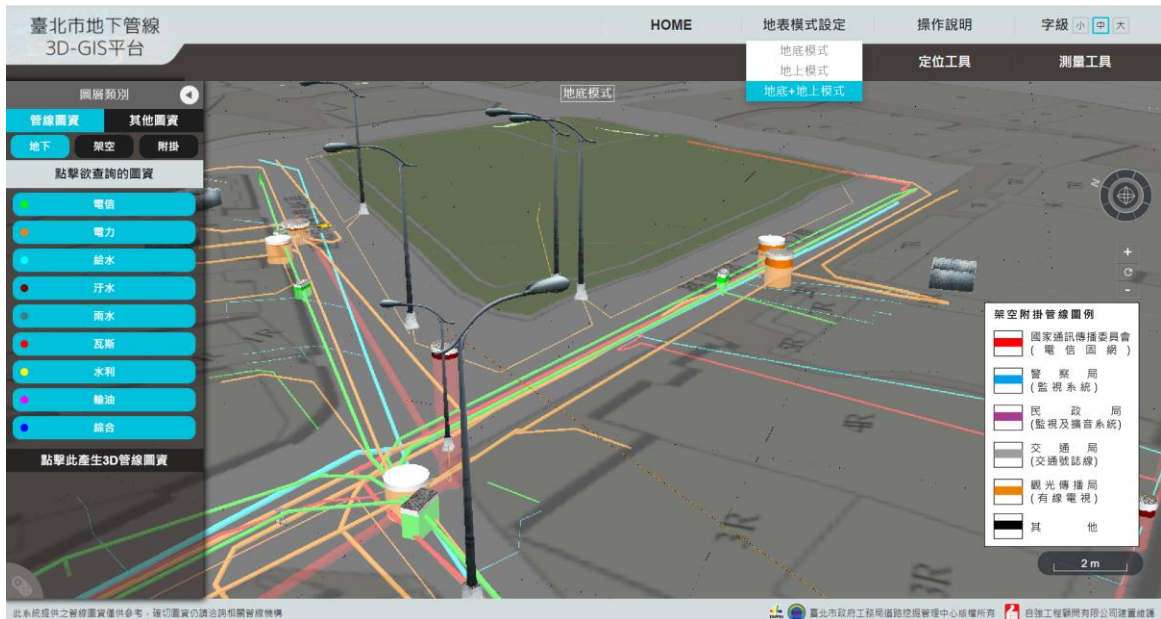 臺北市地下管線
3D-GIS平台
HOME
地表模式設定
操作說明
字級 小 中 大
地底模式
地上模式
地底+地上模式
定位工具
測量工具
圖層類別
地底模式
管線圖資
其他圖資
地下
架空
附掛
點擊欲查詢的圖資
電信
電力
給水
汙水
雨水
瓦斯
水利
輸油
綜合
點擊此產生3D管線圖資
N
+
-
4R
3R
3R
架空附掛管線圖例
國家通訊傳播委員會
(電信固網)
警察局
(監視系統)
民政局
(監視及擴音系統)
交通局
(交通號誌線)
觀光傳播局
(有線電視)
其他
2 m
此系統提供之管線圖資僅供參考，確切圖資仍請洽詢相關管線機構
臺北市政府工務局道路挖掘管理中心版權所有
自強工程顧問有限公司建置維護